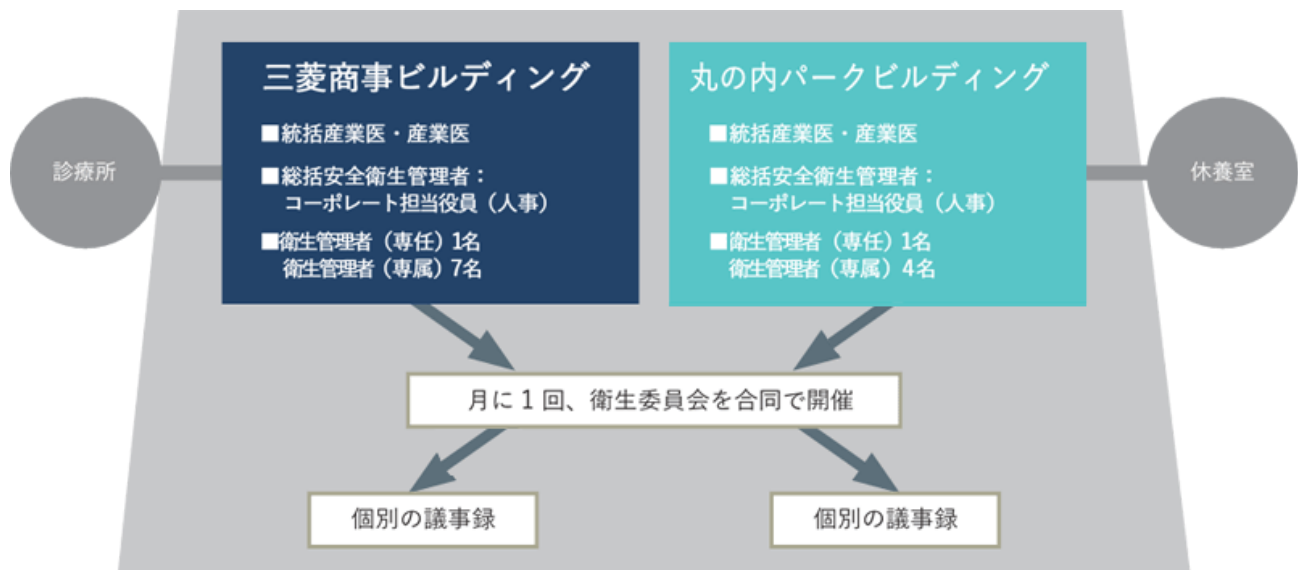 三菱商事ビルディング
■統括産業医・産業医
■総括安全衛生管理者：
コーポレート担当役員（人事）
■衛生管理者（専任）1名
衛生管理者（専属）7名
丸の内パークビルディング
■統括産業医・産業医
■総括安全衛生管理者：
コーポレート担当役員（人事）
■衛生管理者（専任）1名
衛生管理者（専属）4名
診療所
休養室
月に1回、衛生委員会を合同で開催
個別の議事録
個別の議事録